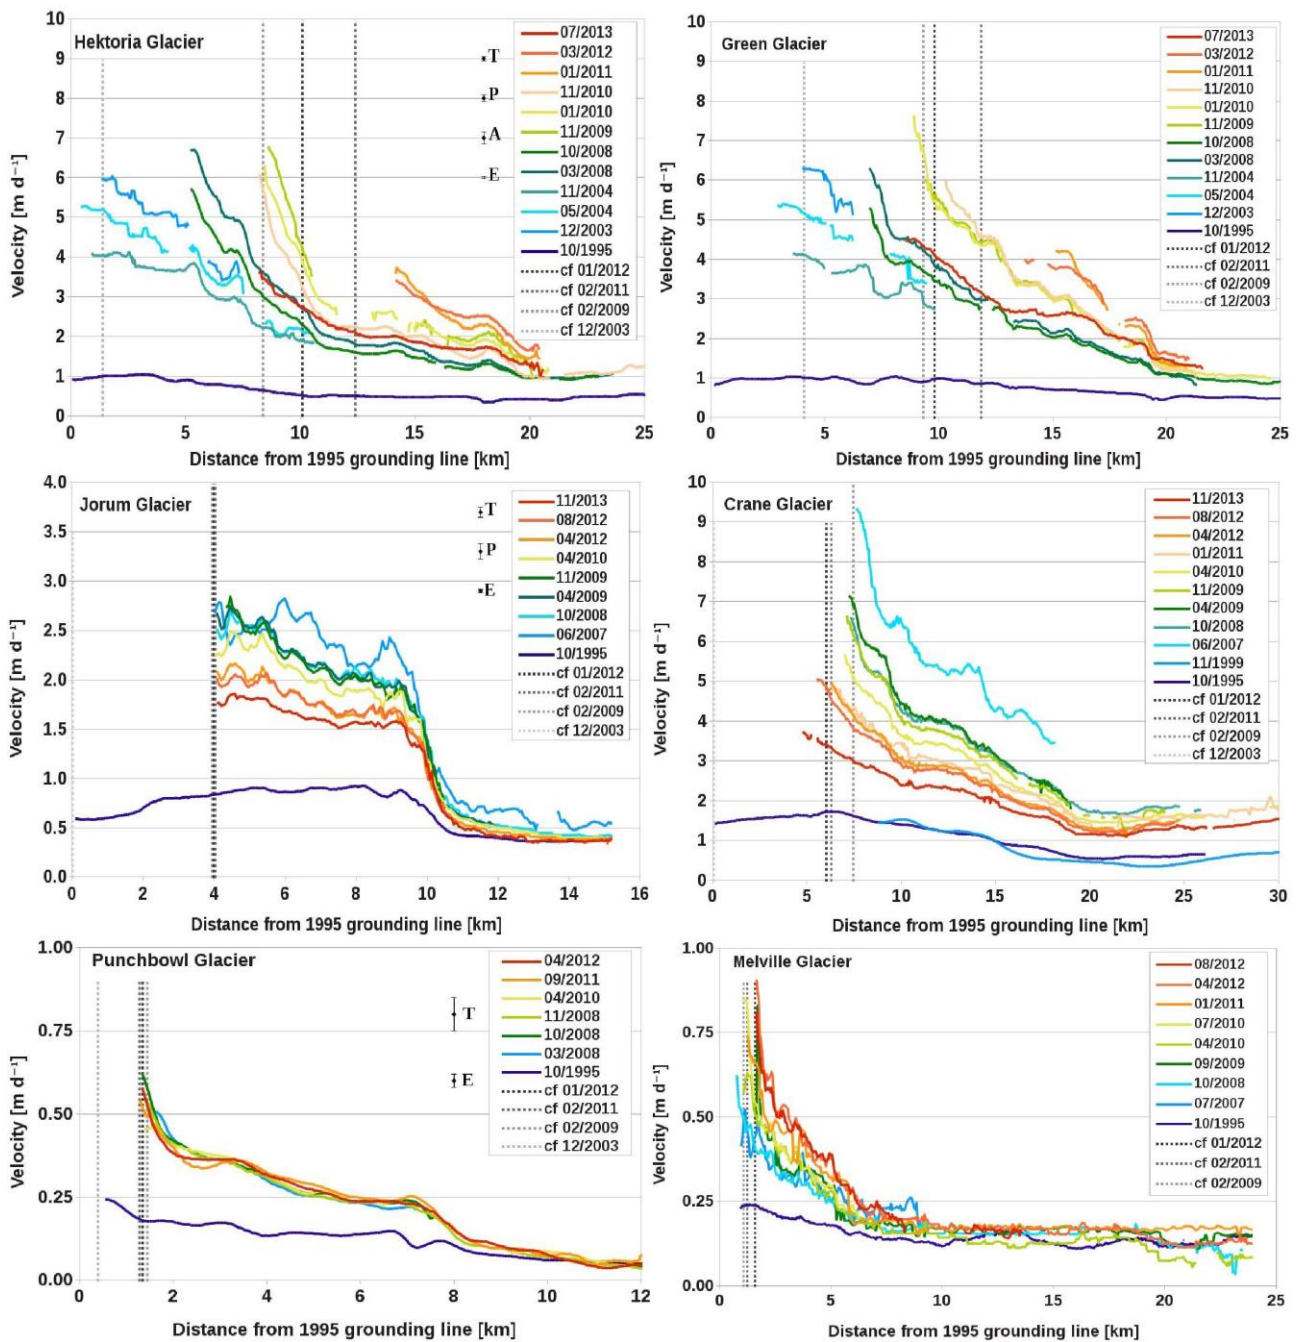 Hektoria Glacier
Velocity [m d⁻¹]
10
9
8
7
6
5
4
3
2
1
0
0 5 10 15 20 25
Distance from 1995 grounding line [km]
T
P
A
E
07/2013
03/2012
01/2011
11/2010
01/2010
11/2009
10/2008
03/2008
11/2004
05/2004
12/2003
10/1995
cf 01/2012
cf 02/2011
cf 02/2009
cf 12/2003
Green Glacier
Velocity [m d⁻¹]
10
9
8
7
6
5
4
3
2
1
0
0 5 10 15 20 25
Distance from 1995 grounding line [km]
07/2013
03/2012
01/2011
11/2010
01/2010
11/2009
10/2008
03/2008
11/2004
05/2004
12/2003
10/1995
cf 01/2012
cf 02/2011
cf 02/2009
cf 12/2003
Jorum Glacier
Velocity [m d⁻¹]
4.0
3.5
3.0
2.5
2.0
1.5
1.0
0.5
0.0
0 2 4 6 8 10 12 14 16
Distance from 1995 grounding line [km]
T
P
E
11/2013
08/2012
04/2012
04/2010
11/2009
04/2009
10/2008
06/2007
10/1995
cf 01/2012
cf 02/2011
cf 02/2009
cf 12/2003
Crane Glacier
Velocity [m d⁻¹]
10
9
8
7
6
5
4
3
2
1
0
0 5 10 15 20 25 30
Distance from 1995 grounding line [km]
11/2013
08/2012
04/2012
01/2011
04/2010
11/2009
04/2009
10/2008
06/2007
11/1999
10/1995
cf 01/2012
cf 02/2011
cf 02/2009
cf 12/2003
Punchbowl Glacier
Velocity [m d⁻¹]
1.00
0.75
0.50
0.25
0.00
0 2 4 6 8 10 12
Distance from 1995 grounding line [km]
T
E
04/2012
09/2011
04/2010
11/2008
10/2008
03/2008
10/1995
cf 01/2012
cf 02/2011
cf 02/2009
cf 12/2003
Melville Glacier
Velocity [m d⁻¹]
1.00
0.75
0.50
0.25
0.00
0 5 10 15 20 25
Distance from 1995 grounding line [km]
08/2012
04/2012
01/2011
07/2010
04/2010
09/2009
10/2008
07/2007
10/1995
cf 01/2012
cf 02/2011
cf 02/2009